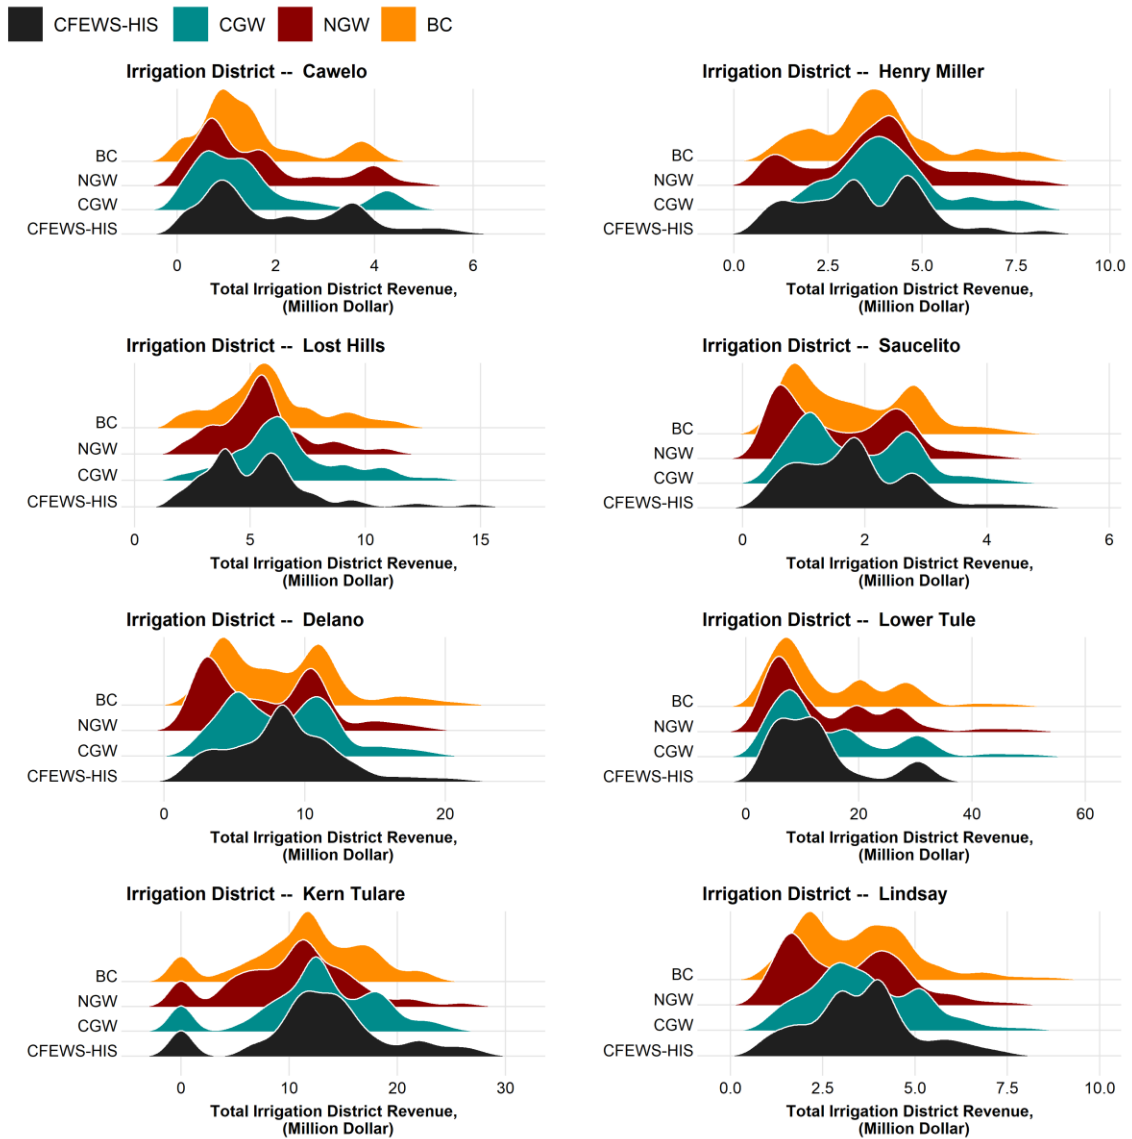 CFEWS-HIS CGW NGW BC
Irrigation District -- Cawelo
BC
NGW
CGW
CFEWS-HIS
0 2 4 6
Total Irrigation District Revenue,
(Million Dollar)
Irrigation District -- Henry Miller
BC
NGW
CGW
CFEWS-HIS
0.0 2.5 5.0 7.5 10.0
Total Irrigation District Revenue,
(Million Dollar)
Irrigation District -- Lost Hills
BC
NGW
CGW
CFEWS-HIS
0 5 10 15
Total Irrigation District Revenue,
(Million Dollar)
Irrigation District -- Saucelito
BC
NGW
CGW
CFEWS-HIS
0 2 4 6
Total Irrigation District Revenue,
(Million Dollar)
Irrigation District -- Delano
BC
NGW
CGW
CFEWS-HIS
0 10 20
Total Irrigation District Revenue,
(Million Dollar)
Irrigation District -- Lower Tule
BC
NGW
CGW
CFEWS-HIS
0 20 40 60
Total Irrigation District Revenue,
(Million Dollar)
Irrigation District -- Kern Tulare
BC
NGW
CGW
CFEWS-HIS
0 10 20 30
Total Irrigation District Revenue,
(Million Dollar)
Irrigation District -- Lindsay
BC
NGW
CGW
CFEWS-HIS
0.0 2.5 5.0 7.5 10.0
Total Irrigation District Revenue,
(Million Dollar)